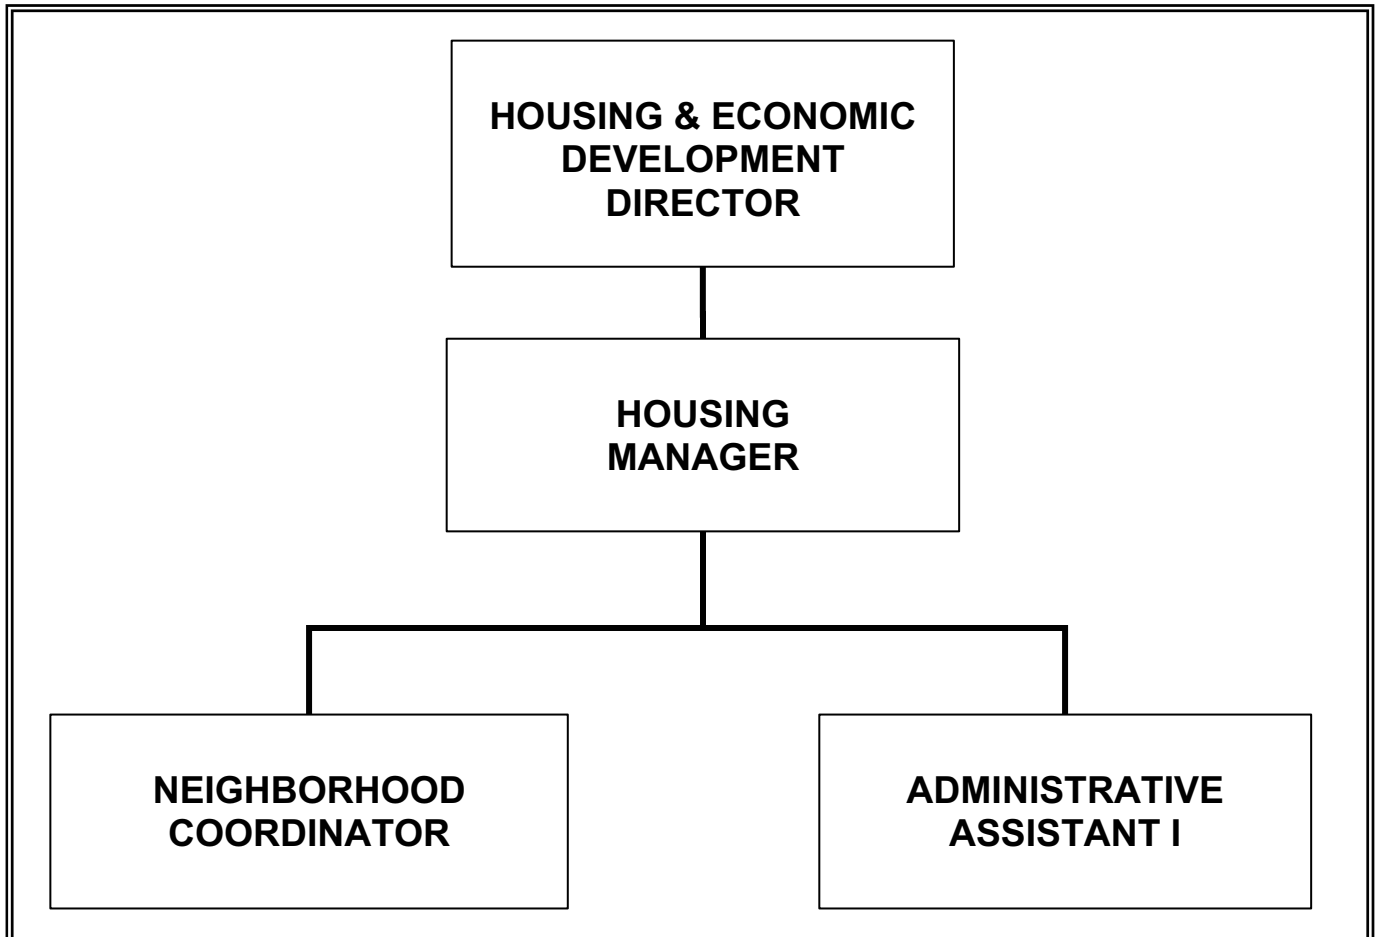 HOUSING & ECONOMIC
DEVELOPMENT
DIRECTOR
HOUSING
MANAGER
NEIGHBORHOOD
COORDINATOR
ADMINISTRATIVE
ASSISTANT I